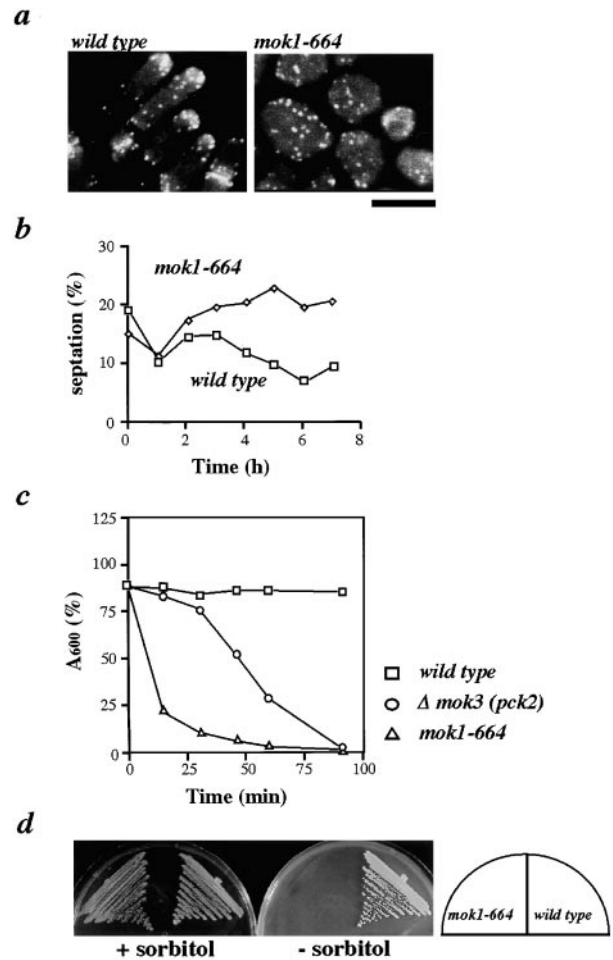 a
wild type
mok1-664
b
30
20
10
0
septation (%)
mok1-664
wild type
0 2 4 6 8
Time (h)
c
125
100
75
50
25
0
A600 (%)
0 25 50 75 100
Time (min)
wild type
Δ mok3 (pck2)
mok1-664
d
mok1-664
wild type
+ sorbitol
- sorbitol